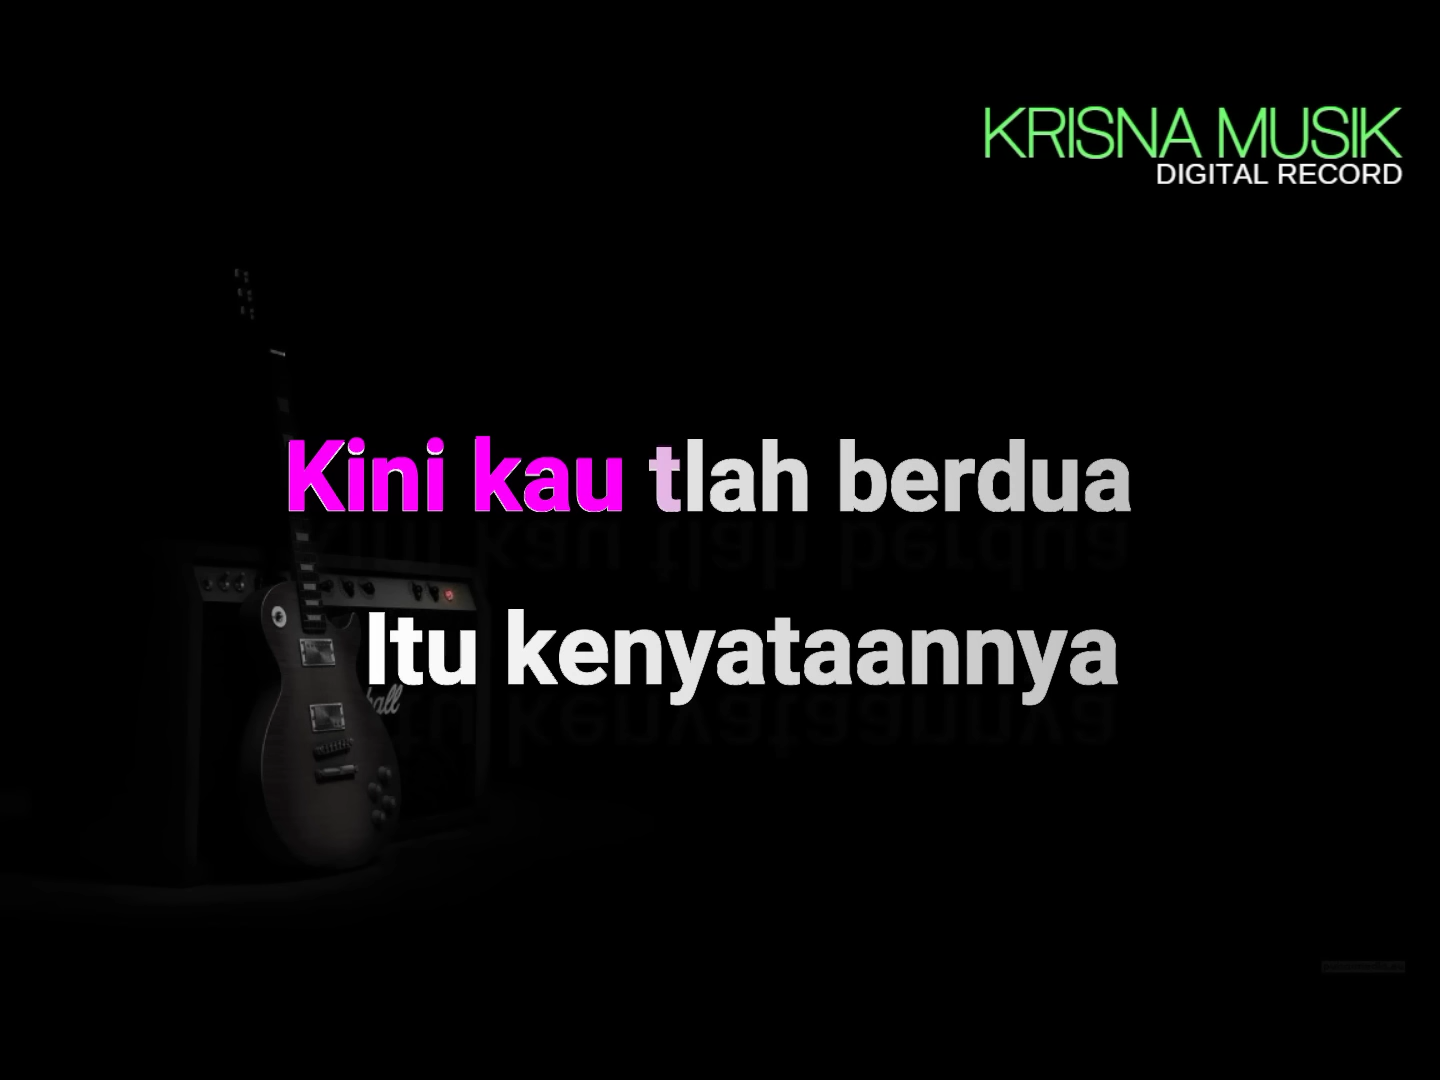 KRISNA MUSIK
DIGITAL RECORD
Kini kau tlah berdua
Itu kenyataannya